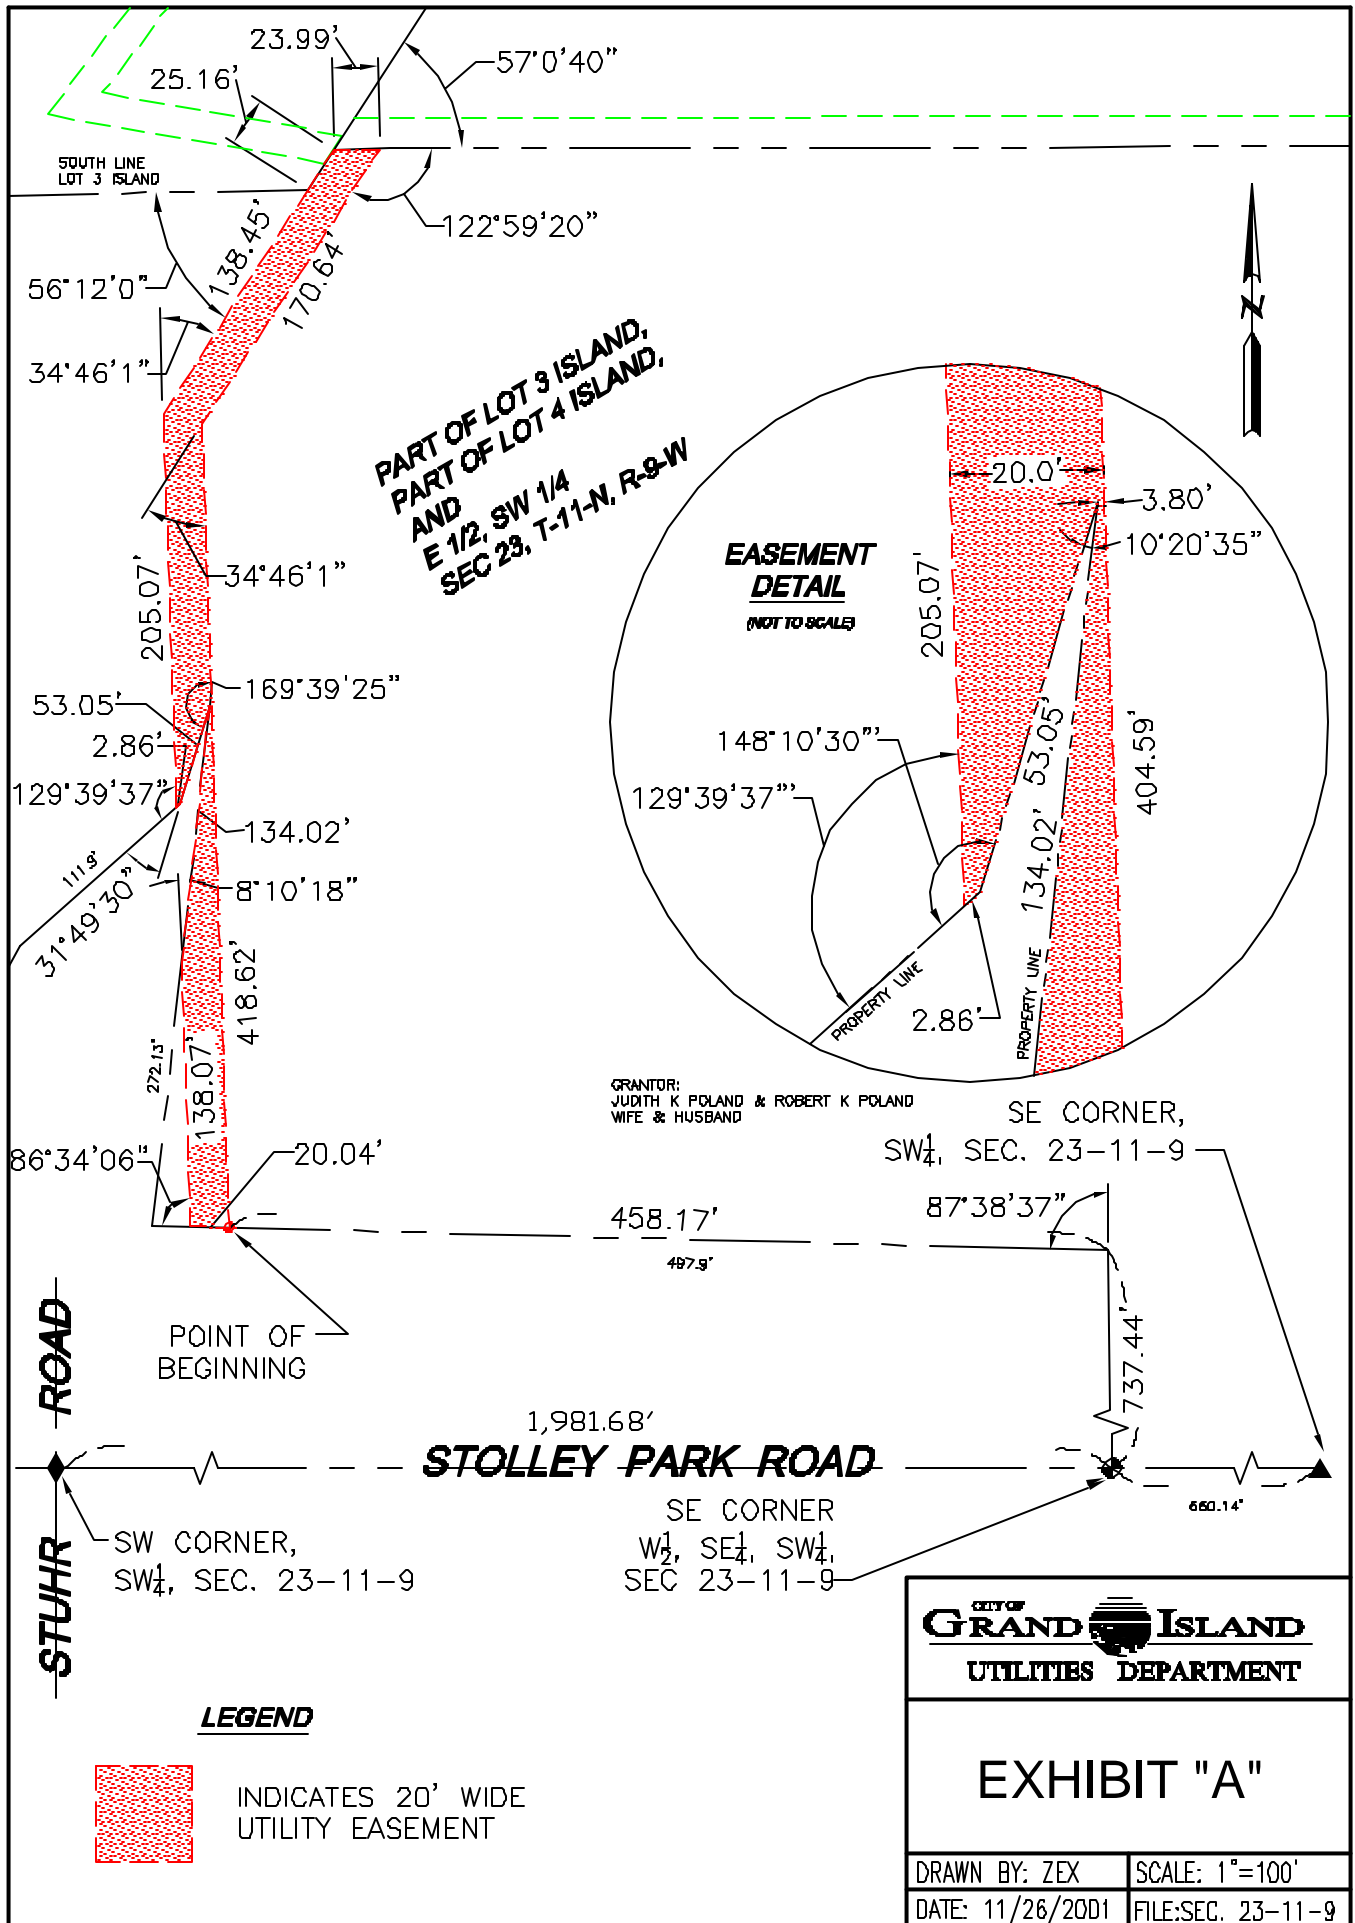 23.99'
57°0'40"
25.16'
SOUTH LINE
LOT 3 ISLAND
122°59'20"
138.45'
170.64'
56°12'0"
34°46'1"
PART OF LOT 3 ISLAND,
PART OF LOT 4 ISLAND,
AND
E 1/2, SW 1/4
SEC 23, T-11-N, R-9-W
N
20.0'
3.80'
10°20'35"
EASEMENT
DETAIL
(NOT TO SCALE)
205.07'
34°46'1"
205.07'
169°39'25"
53.05'
2.86'
129°39'37"
148°10'30"
129°39'37"
53.05'
134.02'
404.59'
134.02'
111.9'
8°10'18"
31°49'30"
418.62'
PROPERTY LINE
PROPERTY LINE
2.86'
272.13"
138.07'
GRANTOR:
JUDITH K POLAND & ROBERT K POLAND
WIFE & HUSBAND
SE CORNER,
SW1/4, SEC. 23-11-9
86°34'06"
20.04'
87°38'37"
458.17'
497.9'
POINT OF
BEGINNING
737.44'
1,981.68'
STOLLEY PARK ROAD
STUHR ROAD
660.14"
SW CORNER,
SW1/4, SEC. 23-11-9
SE CORNER
W1/2, SE1/4, SW1/4,
SEC 23-11-9
CITY OF
GRAND ISLAND
UTILITIES DEPARTMENT
LEGEND
INDICATES 20' WIDE
UTILITY EASEMENT
EXHIBIT "A"
DRAWN BY: ZEX
SCALE: 1"=100'
DATE: 11/26/2001
FILE:SEC. 23-11-9